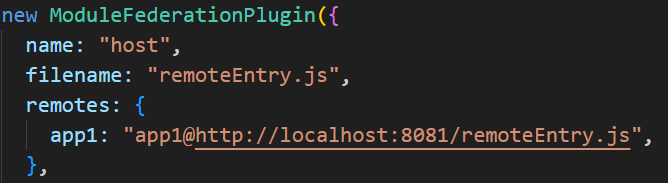 new ModuleFederationPlugin({
name: "host",
filename: "remoteEntry.js",
remotes: {
app1: "app1@http://localhost:8081/remoteEntry.js",
},